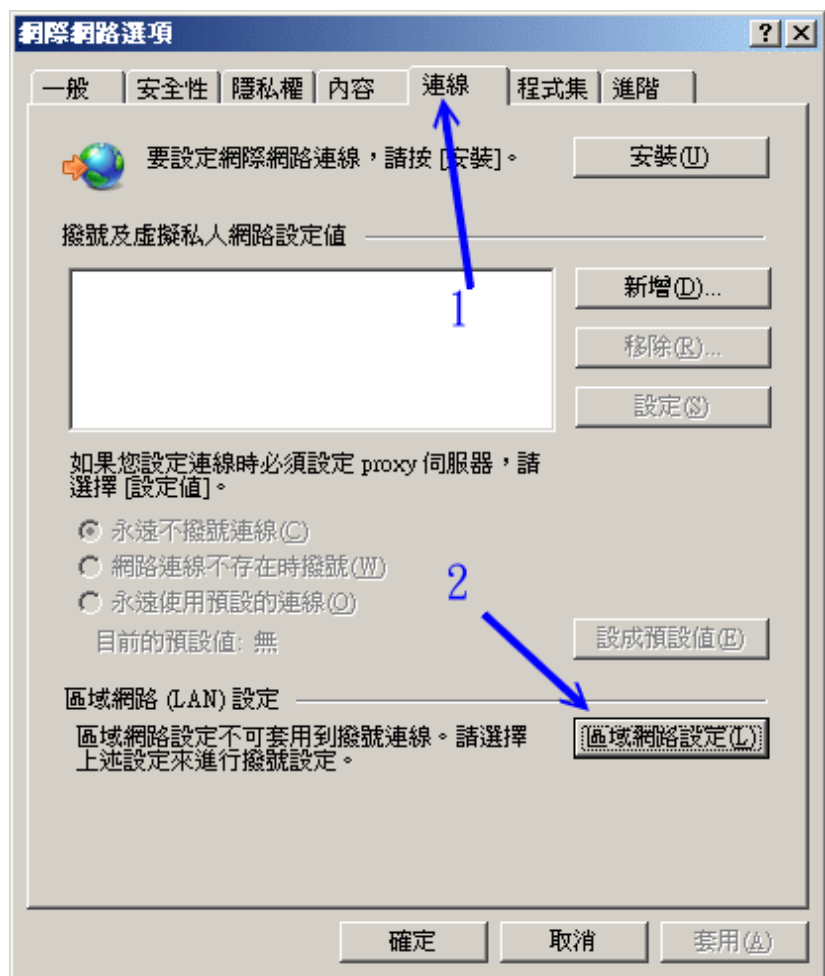 網際網路選項
一般 安全性 隱私權 內容 連線 程式集 進階
要設定網際網路連線，請按 [安裝]。 安裝(U)
撥號及虛擬私人網路設定值
新增(D)...
1
移除(R)...
設定(S)
如果您設定連線時必須設定 proxy 伺服器，請
選擇 [設定值]。
永遠不撥號連線(C)
網路連線不存在時撥號(W)
2
永遠使用預設的連線(O)
目前的預設值: 無 設成預設值(E)
區域網路 (LAN) 設定
區域網路設定不可套用到撥號連線。請選擇
上述設定來進行撥號設定。
區域網路設定(L)
確定 取消 套用(A)